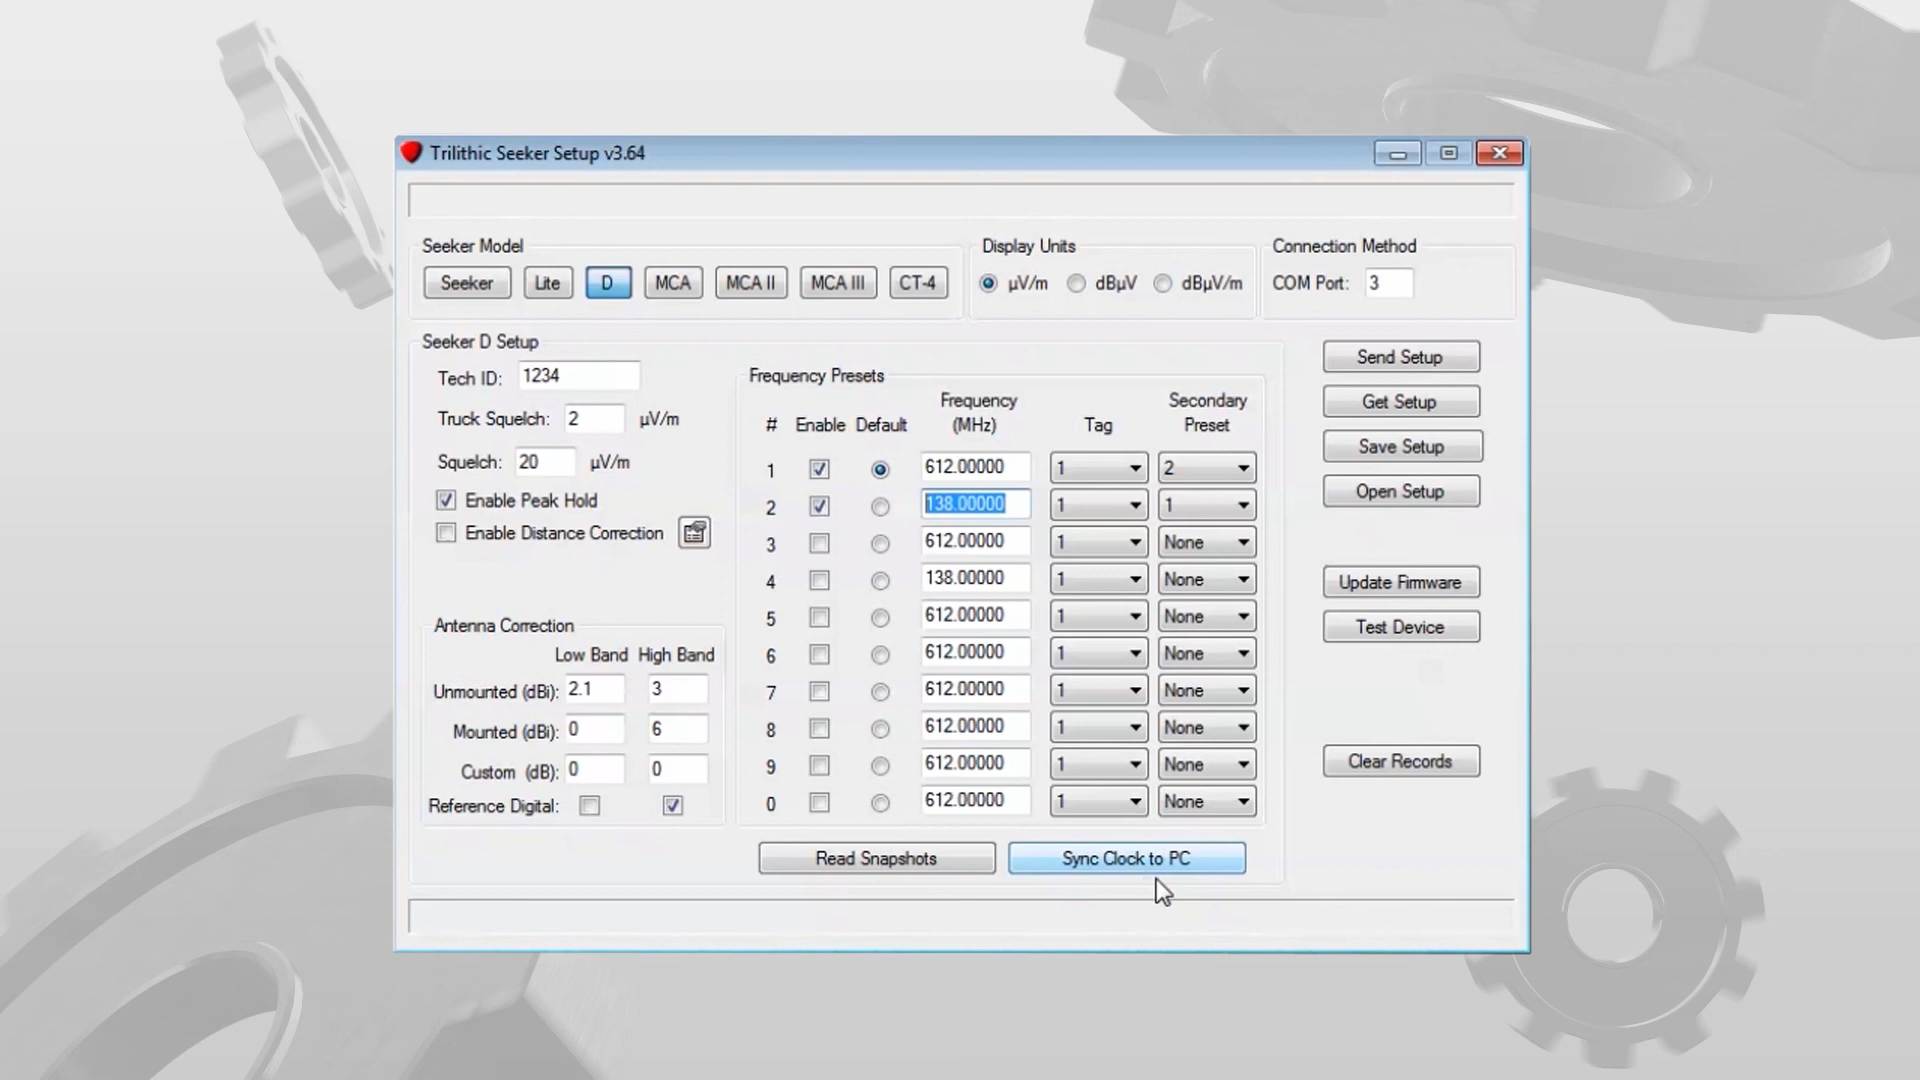 Trilithic Seeker Setup v3.64
Seeker Model
Seeker Lite D MCA MCA II MCA III CT-4
Display Units
µV/m dBµV dBµV/m
Connection Method
COM Port: 3
Seeker D Setup
Tech ID: 1234
Truck Squelch: 2 µV/m
Squelch: 20 µV/m
Enable Peak Hold
Enable Distance Correction
Antenna Correction
Low Band High Band
Unmounted (dBi): 2.1 3
Mounted (dBi): 0 6
Custom (dB): 0 0
Reference Digital:
Frequency Presets
# Enable Default Frequency (MHz) Tag Secondary Preset
1 612.00000 1 2
2 138.00000 1 1
3 612.00000 1 None
4 138.00000 1 None
5 612.00000 1 None
6 612.00000 1 None
7 612.00000 1 None
8 612.00000 1 None
9 612.00000 1 None
0 612.00000 1 None
Read Snapshots Sync Clock to PC
Send Setup
Get Setup
Save Setup
Open Setup
Update Firmware
Test Device
Clear Records